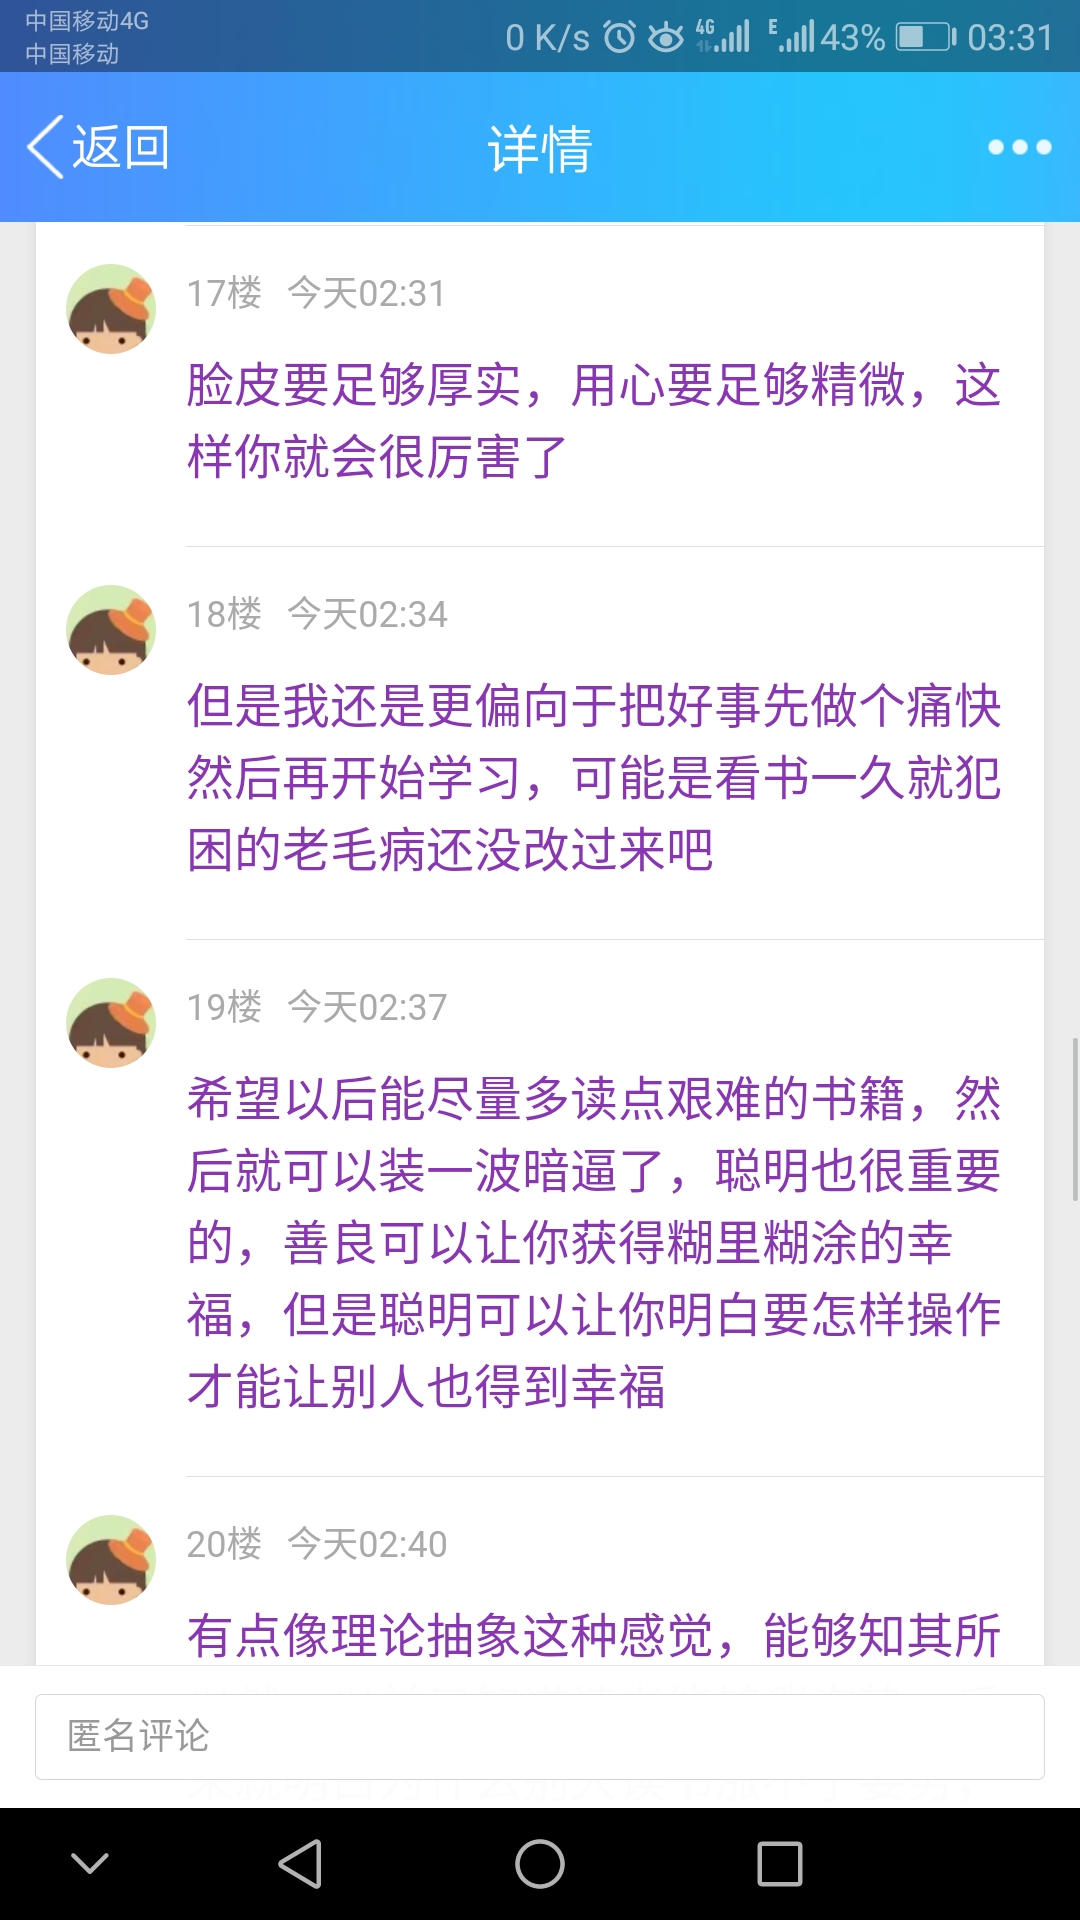 中国移动4G
中国移动
0 K/s 4G E 43% 03:31
返回 详情
17楼 今天02:31
脸皮要足够厚实，用心要足够精微，这
样你就会很厉害了
18楼 今天02:34
但是我还是更偏向于把好事先做个痛快
然后再开始学习，可能是看书一久就犯
困的老毛病还没改过来吧
19楼 今天02:37
希望以后能尽量多读点艰难的书籍，然
后就可以装一波暗逼了，聪明也很重要
的，善良可以让你获得糊里糊涂的幸
福，但是聪明可以让你明白要怎样操作
才能让别人也得到幸福
20楼 今天02:40
有点像理论抽象这种感觉，能够知其所
匿名评论